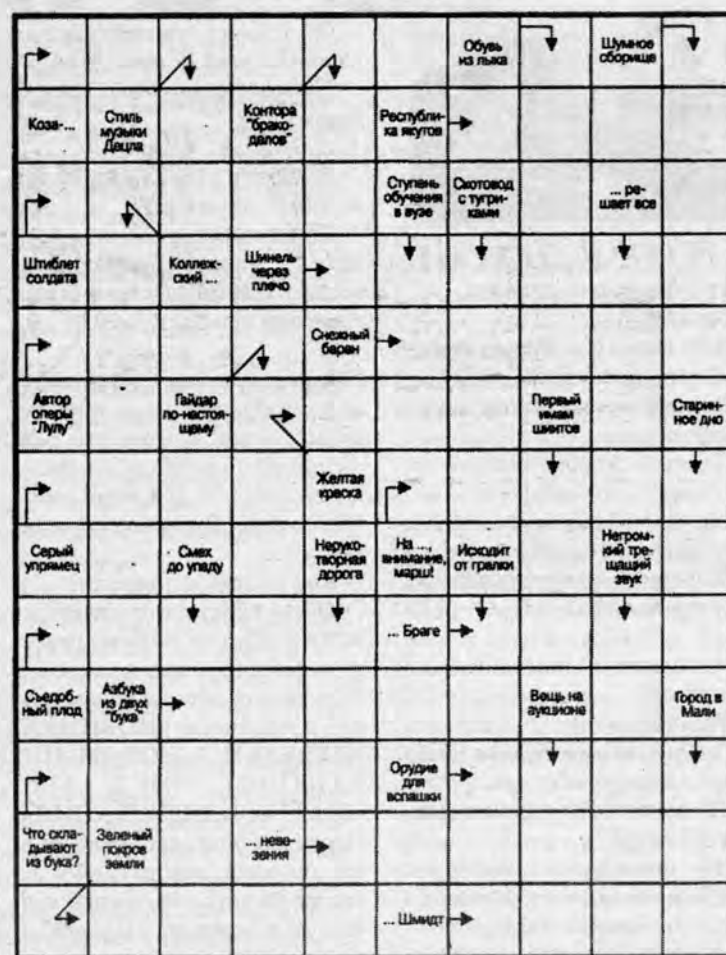 Обувь
из лыка
Шумное
сборище
Коза-...
Стиль
музыки
Децла
Контора
"брако-
делов"
Республи-
ка якутов
Ступень
обучения
в вузе
Скотовод
с тугри-
ками
... ре-
шает все
Штиблет
солдата
Коллеж-
ский ...
Шинель
через
плечо
Снежный
баран
Автор
оперы
"Лулу"
Гайдар
по-настоя-
щему
Первый
имам
шиитов
Старин-
ное дно
Желтая
краска
Серый
упрямец
Смех
до упаду
Неруко-
творная
дорога
На ...,
внимание,
марш!
Исходит
от грелки
Негром-
кий тре-
щащий
звук
... Браге
Съедоб-
ный плод
Азбука
из двух
"бука"
Вещь на
аукционе
Город в
Мали
Орудие
для
вспашки
Что скла-
дывают
из бука?
Зеленый
покров
земли
... неве-
зения
... Шмидт